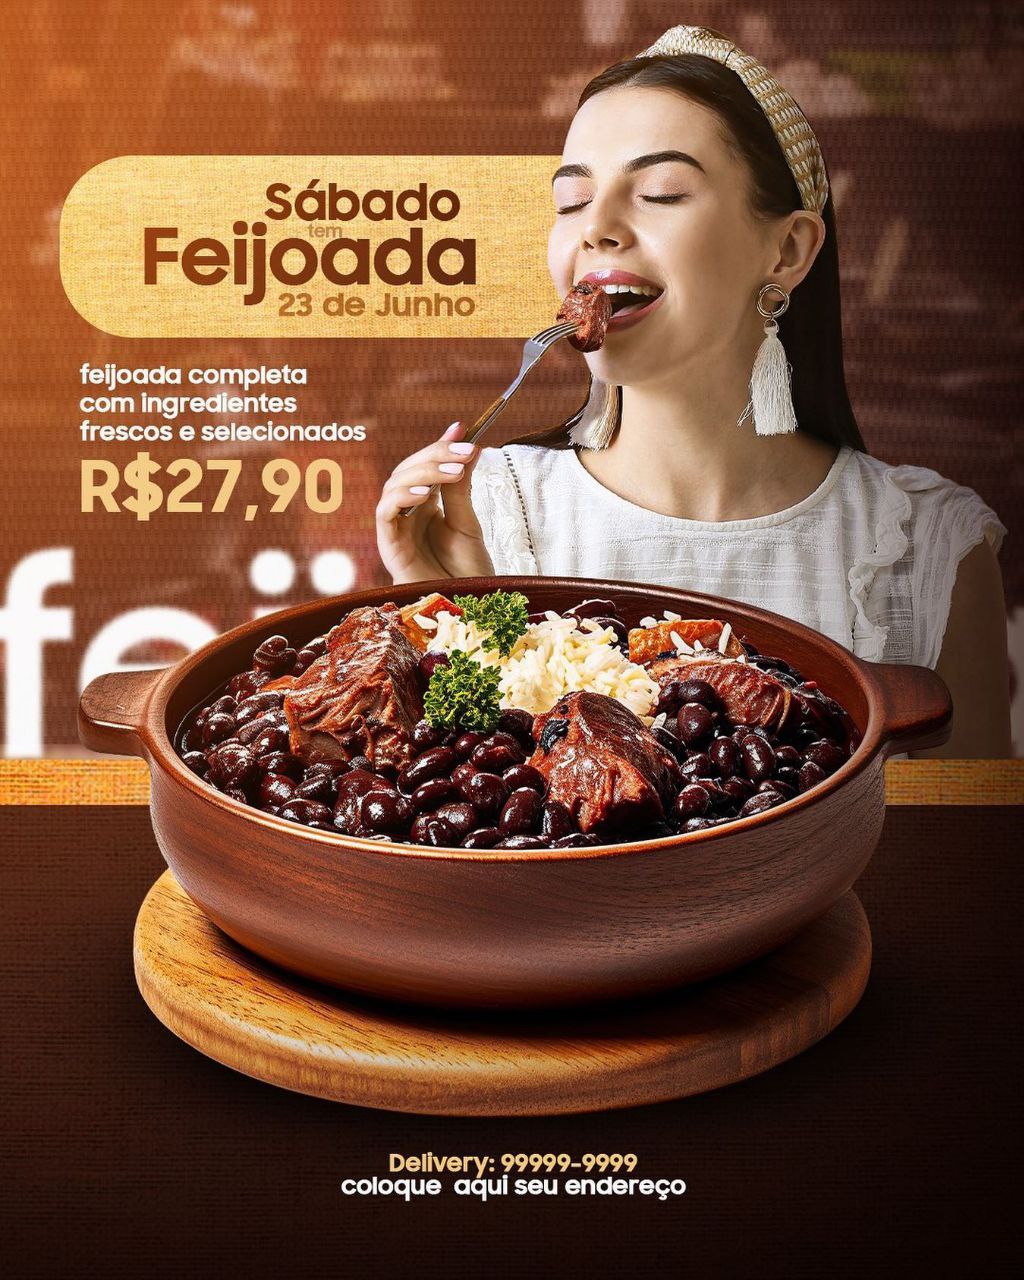 Sábado
tem
Feijoada
23 de Junho
feijoada completa
com ingredientes
frescos e selecionados
R$27,90
feij
Delivery: 99999-9999
coloque aqui seu endereço